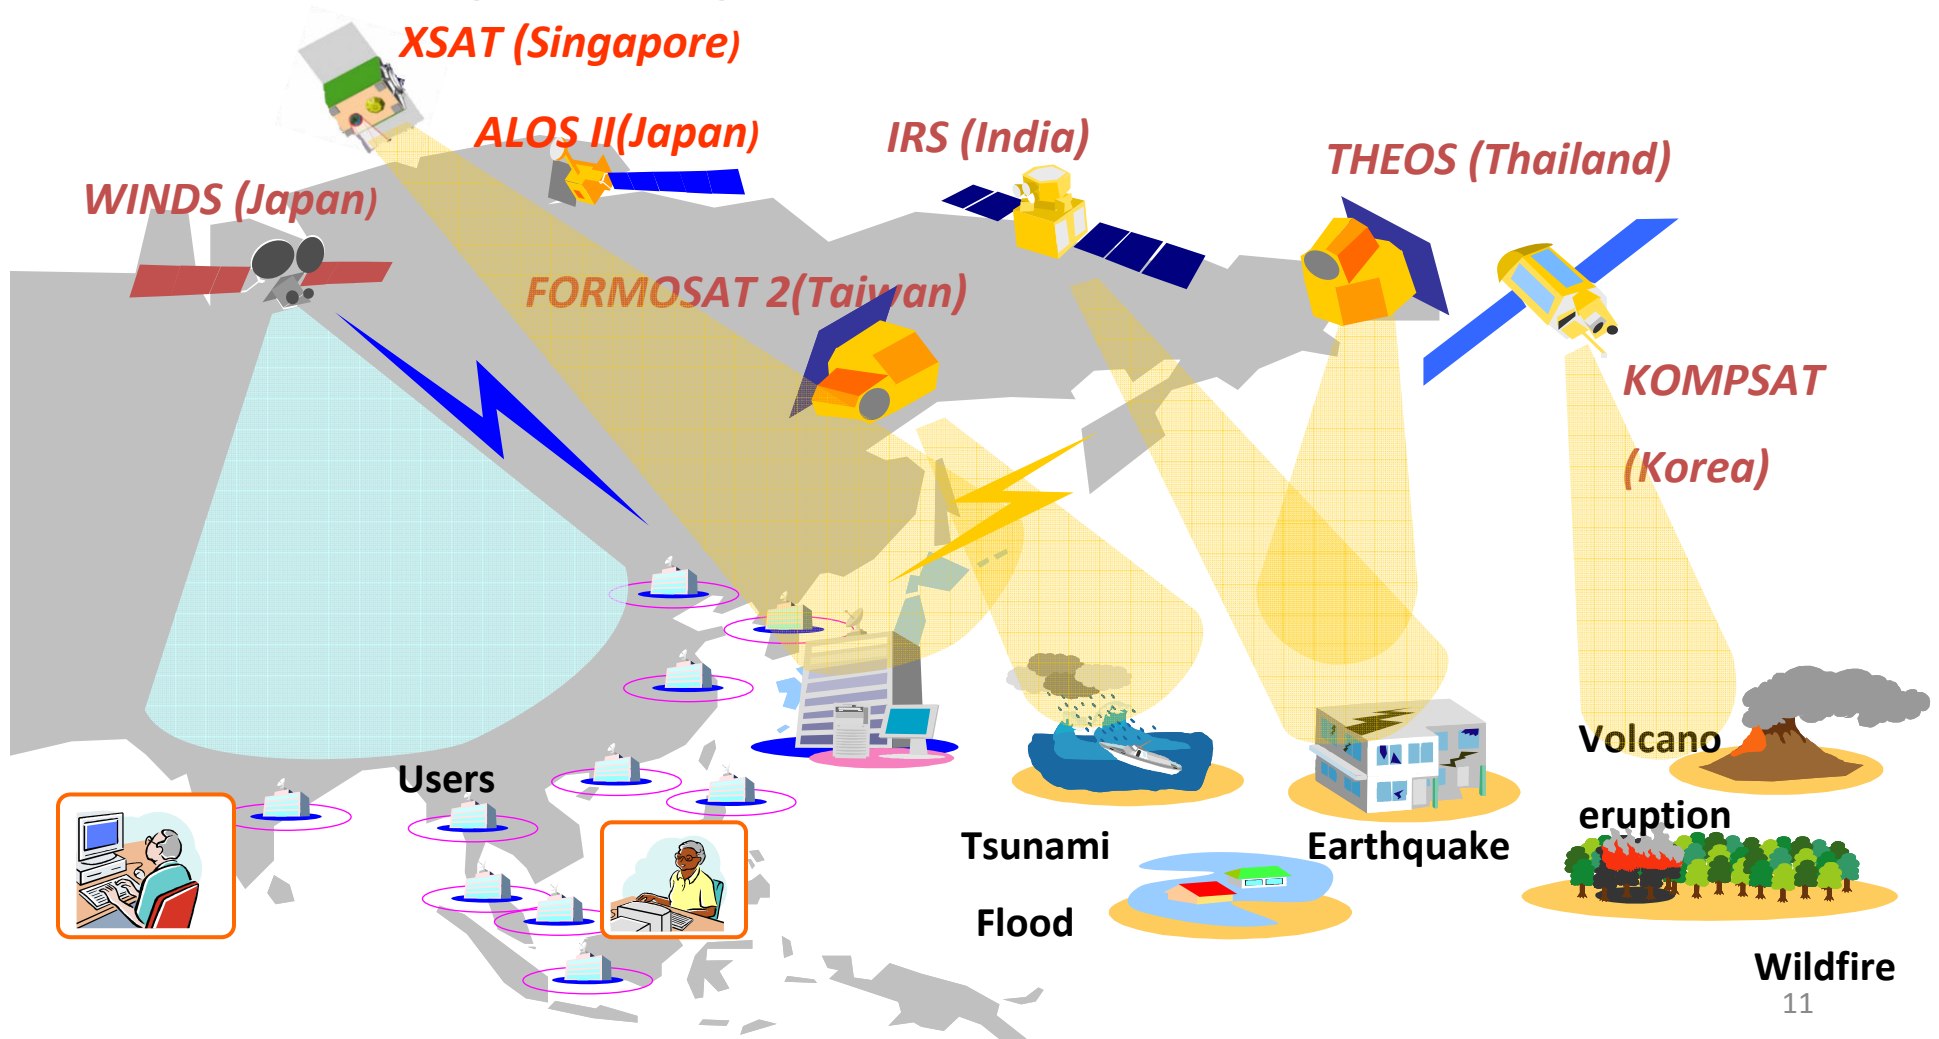 XSAT (Singapore)
ALOS II(Japan)
IRS (India)
THEOS (Thailand)
WINDS (Japan)
FORMOSAT 2(Taiwan)
KOMPSAT
(Korea)
Users
Volcano
eruption
Tsunami
Earthquake
Flood
Wildfire
11